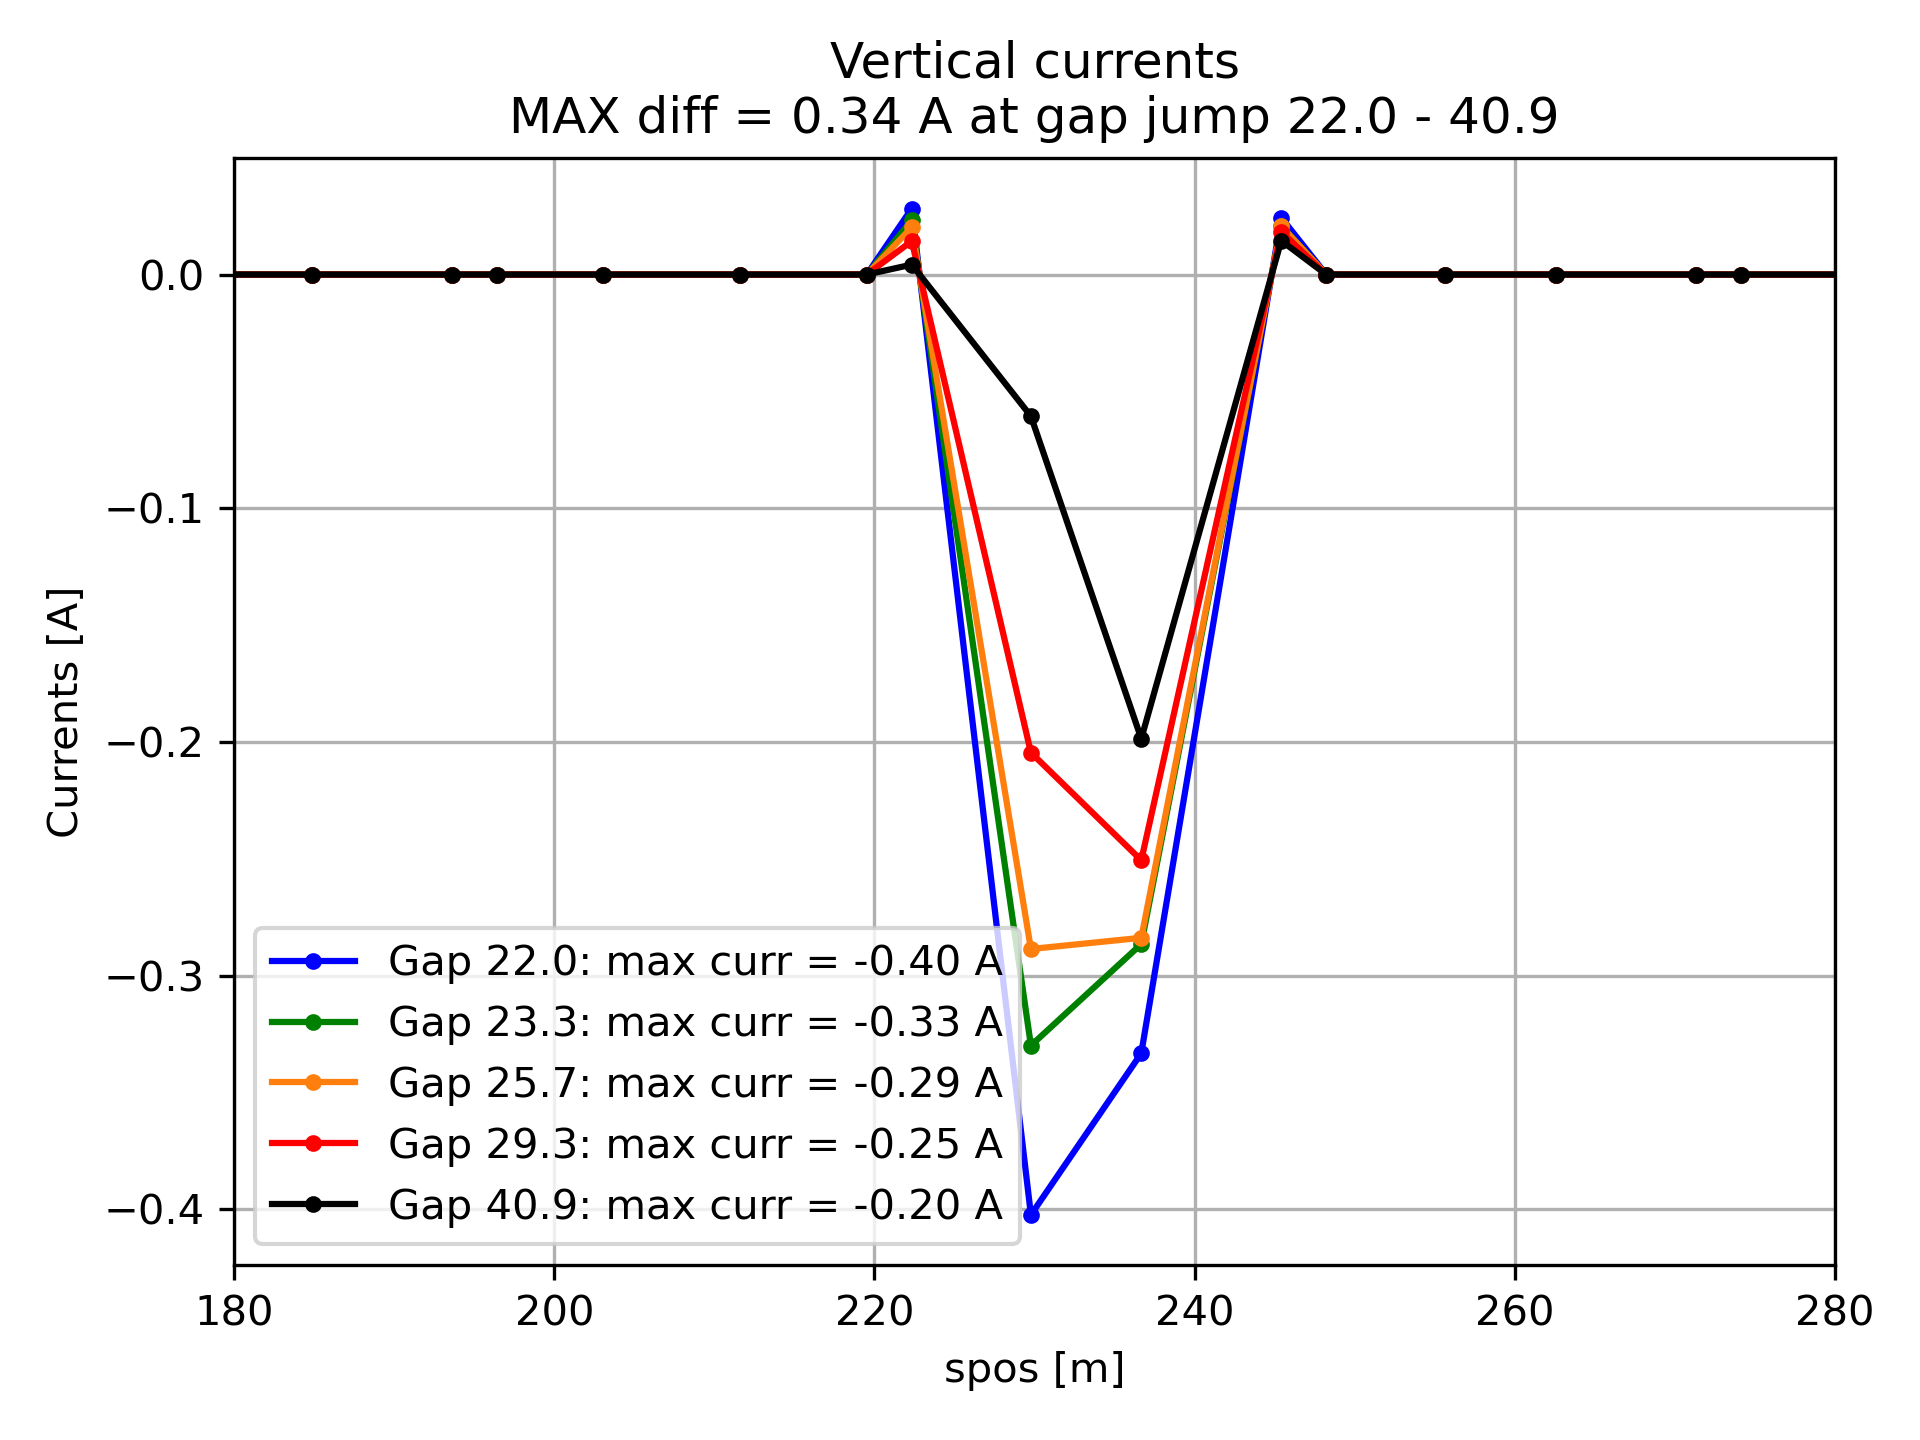 Vertical currents
MAX diff = 0.34 A at gap jump 22.0 - 40.9
0.0
−0.1
−0.2
−0.3
−0.4
Currents [A]
Gap 22.0: max curr = -0.40 A
Gap 23.3: max curr = -0.33 A
Gap 25.7: max curr = -0.29 A
Gap 29.3: max curr = -0.25 A
Gap 40.9: max curr = -0.20 A
180 200 220 240 260 280
spos [m]